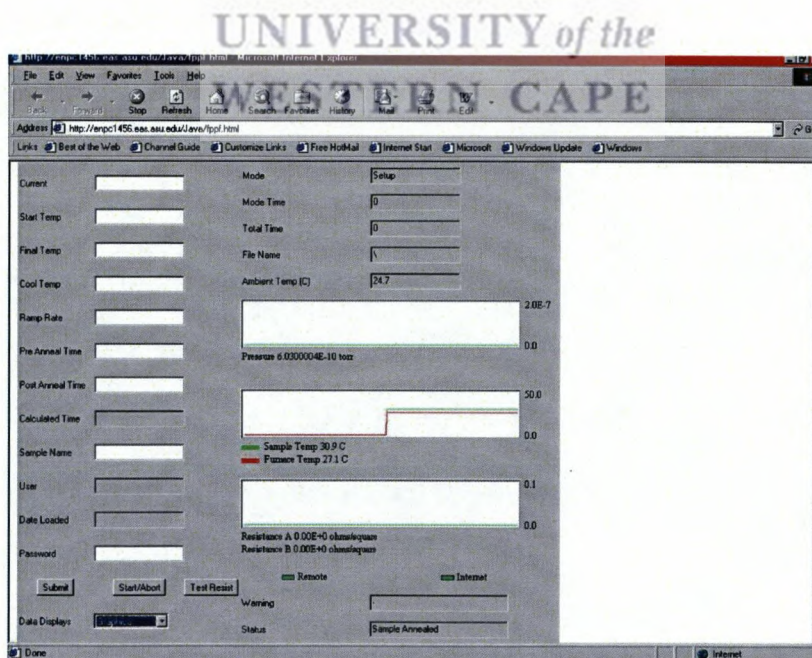 UNIVERSITY of the
WESTERN CAPE
http://enpc1456.eas.asu.edu/Java/fppl.html - Microsoft Internet Explorer
File Edit View Favorites Tools Help
Back Forward Stop Refresh Home Search Favorites History Mail Print Edit
Address http://enpc1456.eas.asu.edu/Java/fppl.html
Links Best of the Web Channel Guide Customize Links Free HotMail Internet Start Microsoft Windows Update Windows
Current
Start Temp
Final Temp
Cool Temp
Ramp Rate
Pre Anneal Time
Post Anneal Time
Calculated Time
Sample Name
User
Date Loaded
Password
Submit Start/Abort Test Resist
Data Displays
Mode Setup
Mode Time 0
Total Time 0
File Name \
Ambient Temp (C) 24.7
2.0E-7
0.0
Pressure 6.0300004E-10 torr
50.0
0.0
Sample Temp 30.9 C
Furnace Temp 27.1 C
0.1
0.0
Resistance A 0.00E+0 ohms/square
Resistance B 0.00E+0 ohms/square
Remote Internet
Warning
Status Sample Annealed
Done Internet